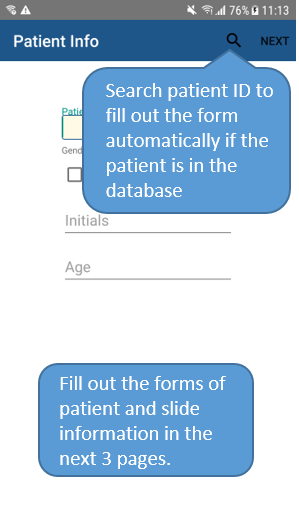 76% 11:13
Patient Info
NEXT
Search patient ID to
fill out the form
automatically if the
patient is in the
database
Patie
Gend
Initials
Age
Fill out the forms of
patient and slide
information in the
next 3 pages.